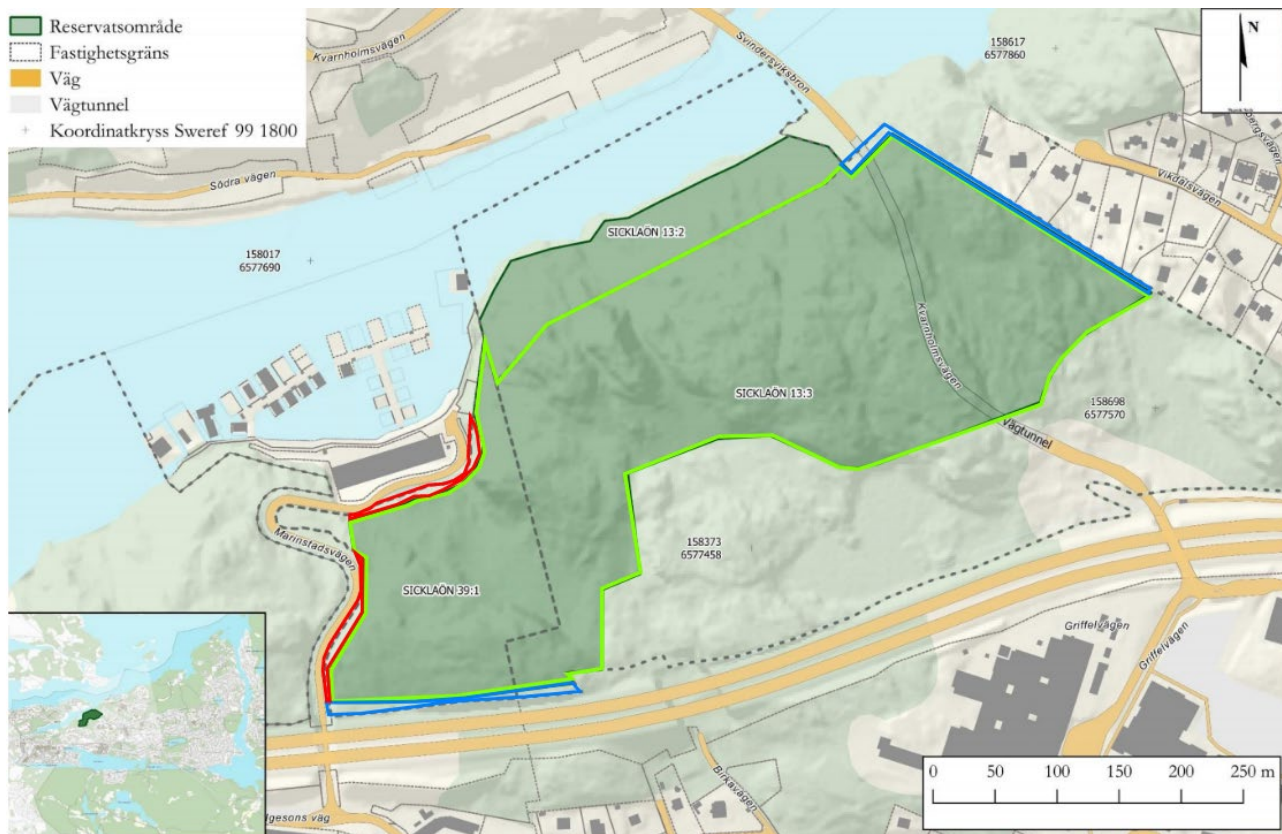 Reservatsområde
Fastighetsgräns
Väg
Vägtunnel
Koordinatkryss Sweref 99 1800
N
Kvarnholmsvägen
Svindersviksbron
158617
6577860
Södra vägen
Vikdalsvägen
158017
6577690
SICKLAÖN 13:2
Kvarnholmsvägen
SICKLAÖN 13:3
158698
6577570
Vägtunnel
Marinstadsvägen
158373
6577458
SICKLAÖN 39:1
Griffelvägen
Griffelvägen
Birkavägen
0 50 100 150 200 250 m